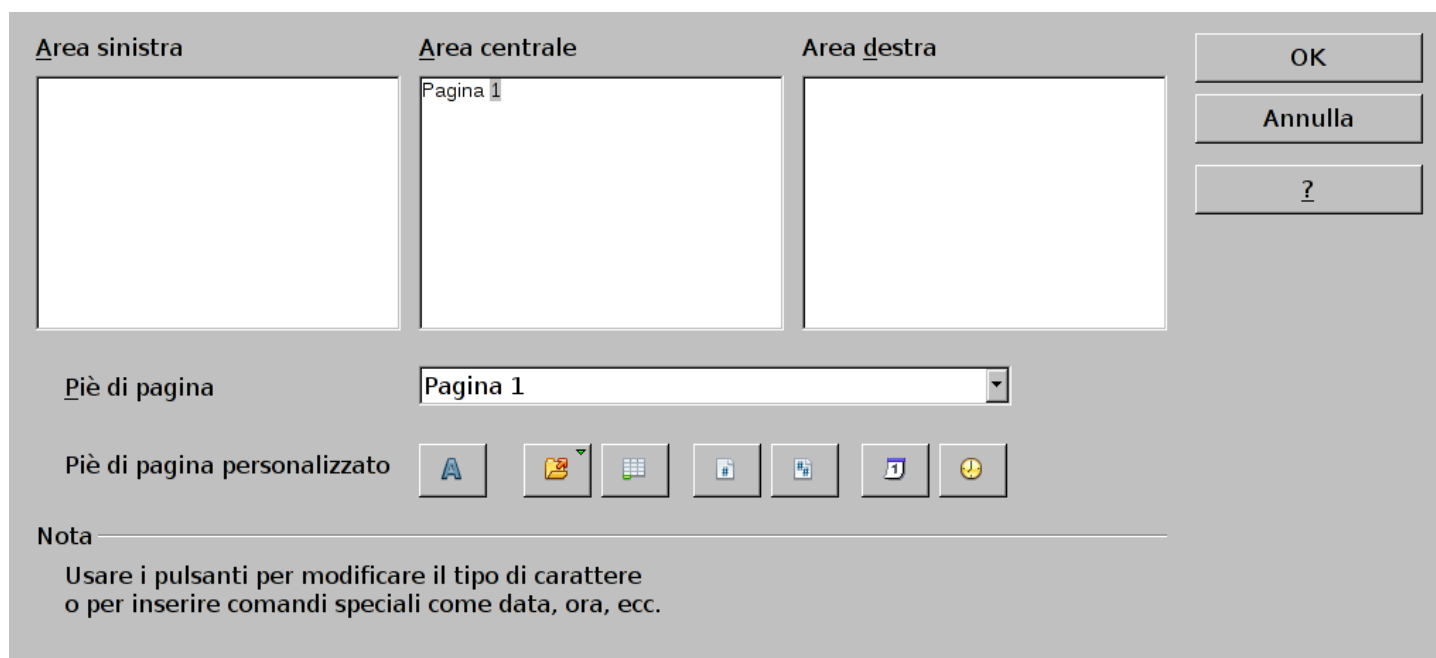 Area sinistra
Area centrale
Area destra
OK
Pagina 1
Annulla
?
Piè di pagina
Pagina 1
Piè di pagina personalizzato
Nota
Usare i pulsanti per modificare il tipo di carattere
o per inserire comandi speciali come data, ora, ecc.